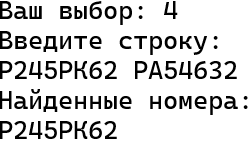 Ваш выбор: 4
Введите строку:
Р245РК62 РА54632
Найденные номера:
Р245РК62